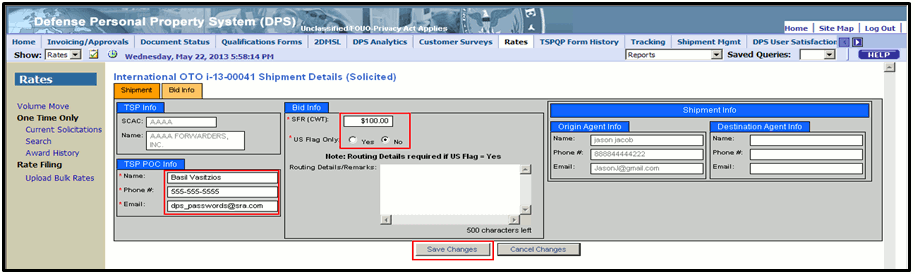 Defense Personal Property System (DPS)
Unclassified FOUO-Privacy Act Applies
Home | Site Map | Log Out |
Home Invoicing/Approvals Document Status Qualifications Forms 2DMSL DPS Analytics Customer Surveys Rates TSPQP Form History Tracking Shipment Mgmt DPS User Satisfaction
Show: Rates Wednesday, May 22, 2013 5:58:14 PM Reports Saved Queries: HELP
Rates
Volume Move
One Time Only
Current Solicitations
Search
Award History
Rate Filing
Upload Bulk Rates
International OTO i-13-00041 Shipment Details (Solicited)
Shipment Bid Info
TSP Info
SCAC: AAAA
Name: AAAA FORWARDERS, INC.
TSP POC Info
* Name: Basil Vasitzios
* Phone #: 555-555-5555
* Email: dps_passwords@sra.com
Bid Info
* SFR (CWT): $100.00
* US Flag Only: Yes No
Note: Routing Details required if US Flag = Yes
Routing Details/Remarks:
500 characters left
Shipment Info
Origin Agent Info
Name: jason jacob
Phone #: 888844444222
Email: JasonJ@gmail.com
Destination Agent Info
Name:
Phone #:
Email:
Save Changes Cancel Changes